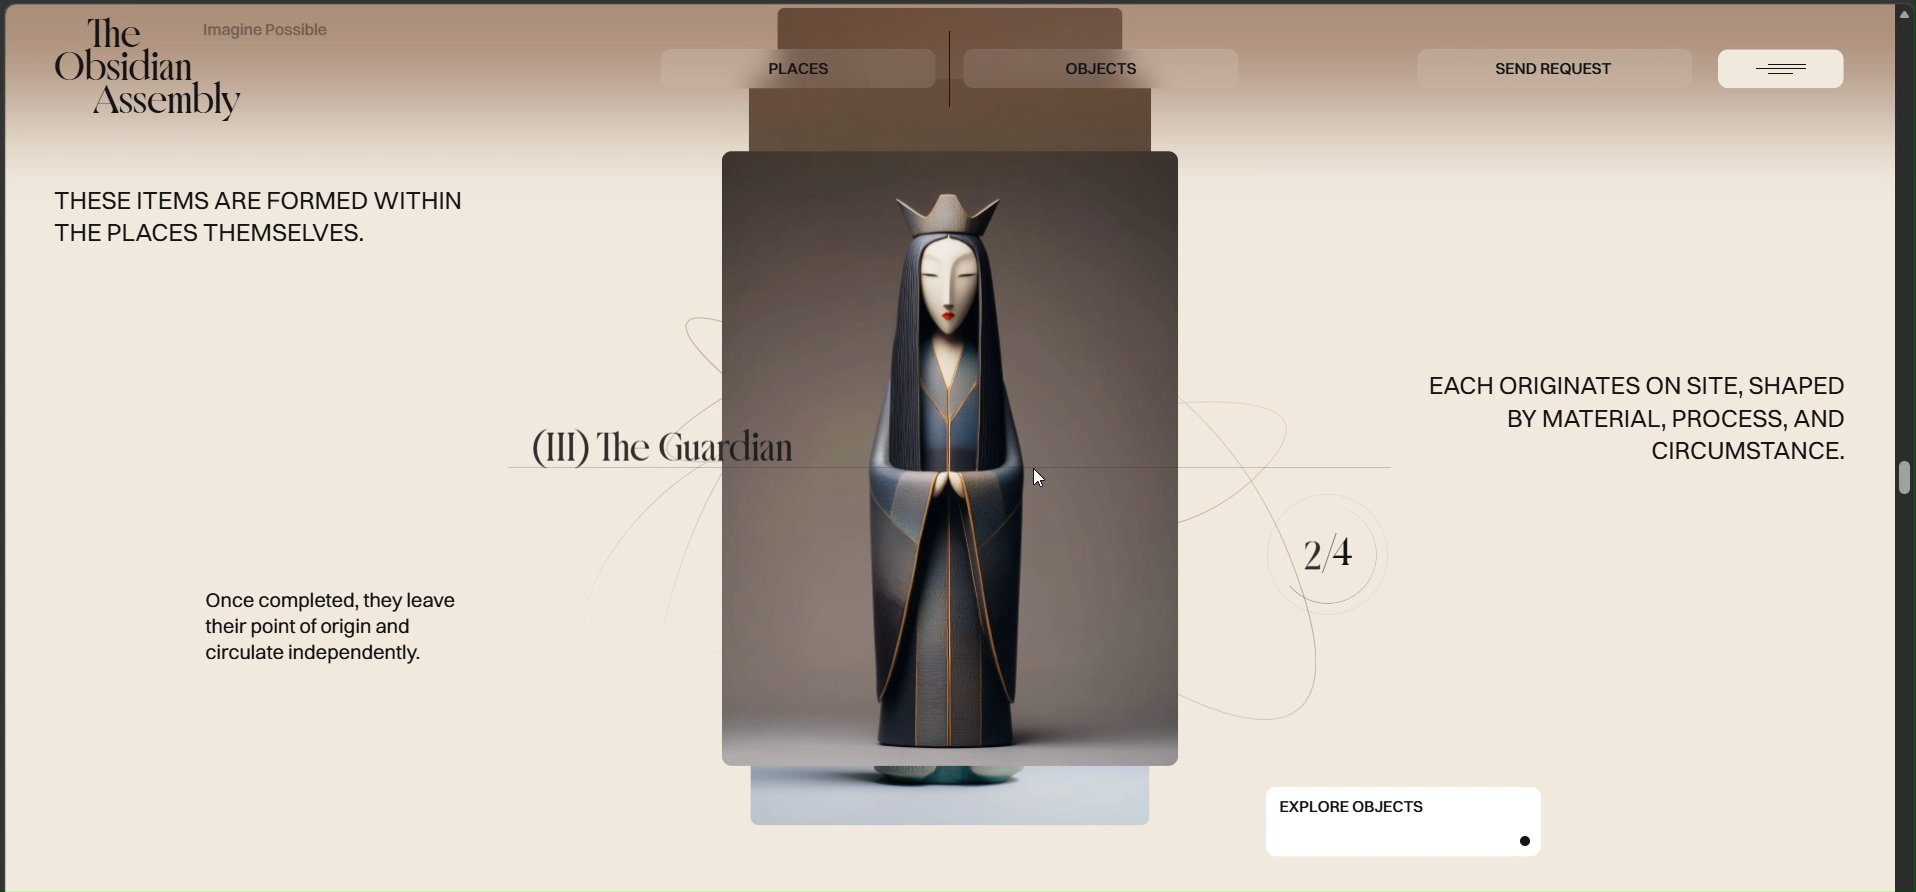 The
Obsidian
Assembly
Imagine Possible
PLACES
OBJECTS
SEND REQUEST
THESE ITEMS ARE FORMED WITHIN
THE PLACES THEMSELVES.
EACH ORIGINATES ON SITE, SHAPED
BY MATERIAL, PROCESS, AND
CIRCUMSTANCE.
(III) The Guardian
2/4
Once completed, they leave
their point of origin and
circulate independently.
EXPLORE OBJECTS